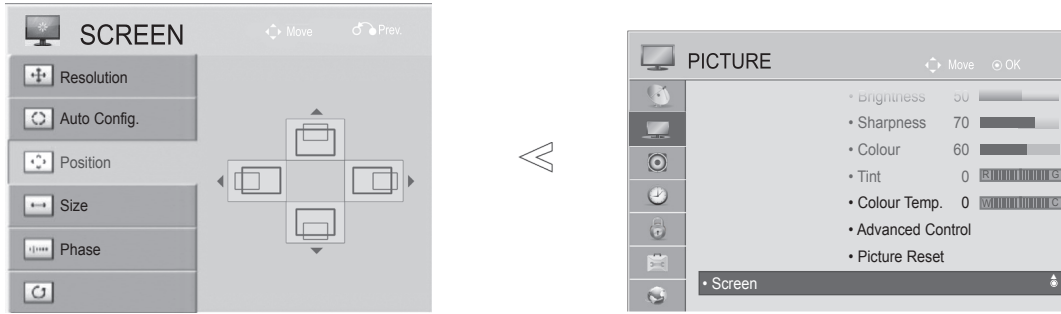 SCREEN
Move
Prev.
Resolution
Auto Config.
Position
Size
Phase
PICTURE
Move
OK
• Brightness 50
• Sharpness 70
• Colour 60
• Tint 0 R G
• Colour Temp. 0 W C
• Advanced Control
• Picture Reset
• Screen